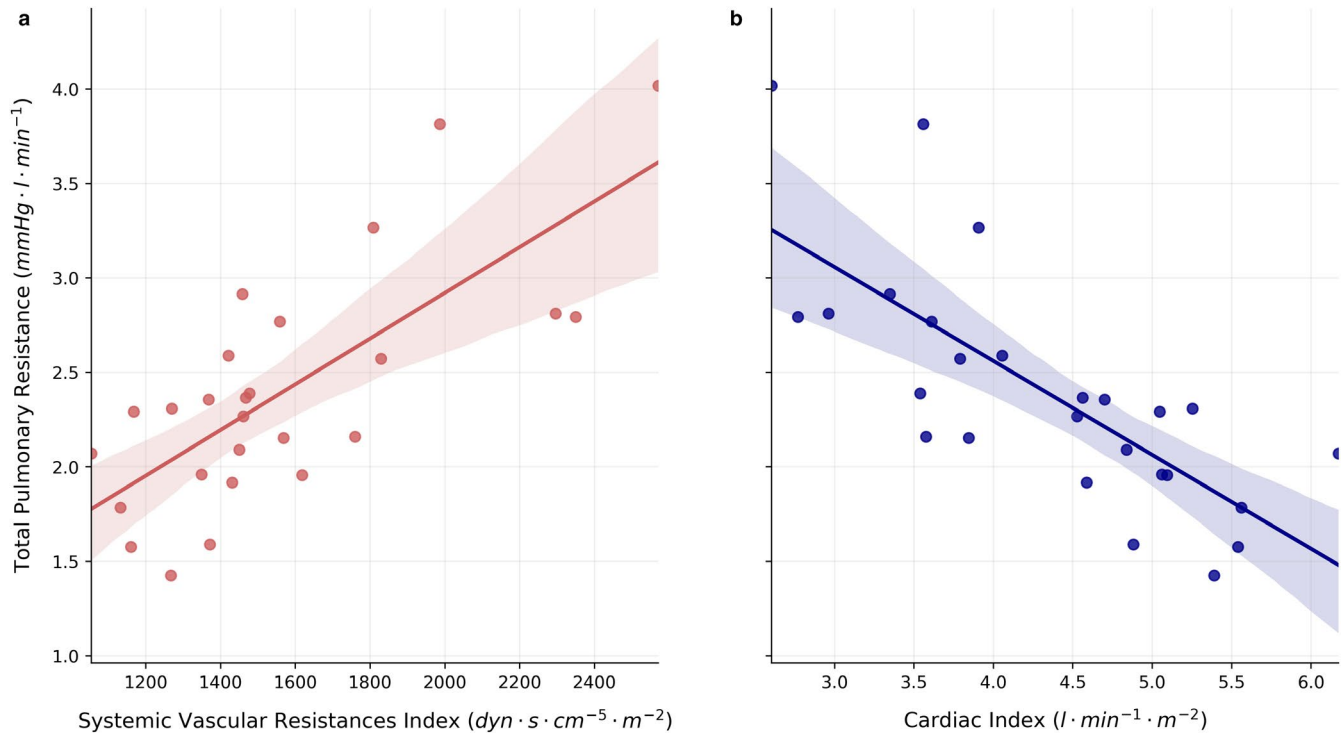 a
b
Total Pulmonary Resistance (mmHg · l · min⁻¹)
4.0
3.5
3.0
2.5
2.0
1.5
1.0
1200 1400 1600 1800 2000 2200 2400
Systemic Vascular Resistances Index (dyn · s · cm⁻⁵ · m⁻²)
3.0 3.5 4.0 4.5 5.0 5.5 6.0
Cardiac Index (l · min⁻¹ · m⁻²)